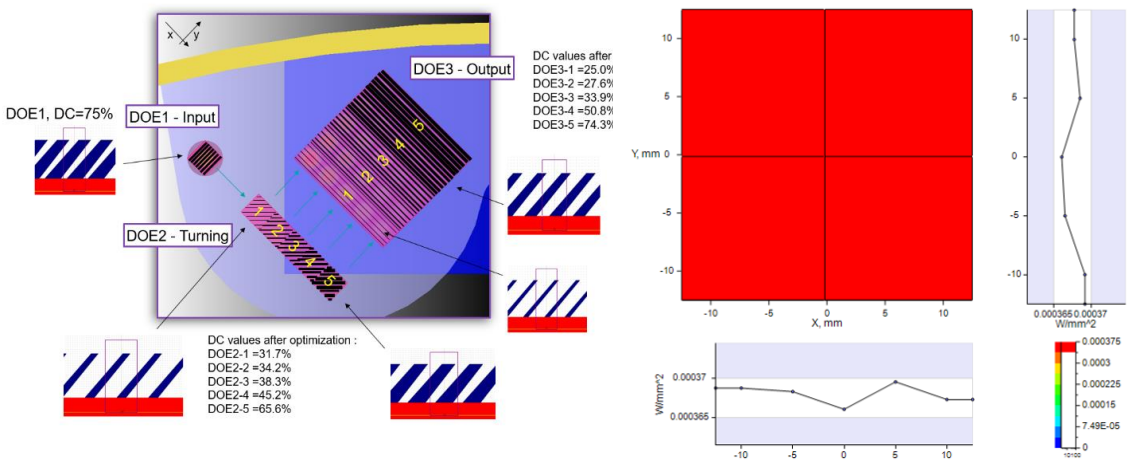 x y
DOE1, DC=75%
DOE1 - Input
DOE2 - Turning
DOE3 - Output
DC values after
DOE3-1 =25.0%
DOE3-2 =27.6%
DOE3-3 =33.9%
DOE3-4 =50.8%
DOE3-5 =74.3%
1 2 3 4 5
1 2 3 4 5
DC values after optimization :
DOE2-1 =31.7%
DOE2-2 =34.2%
DOE2-3 =38.3%
DOE2-4 =45.2%
DOE2-5 =65.6%
10
5
Y, mm 0
-5
-10
-10 -5 0 5 10
X, mm
10
5
0
-5
-10
0.000365 0.00037
W/mm^2
W/mm^2
0.00037
0.000365
-10 -5 0 5 10
0.000375
0.0003
0.000225
0.00015
7.49E-05
0